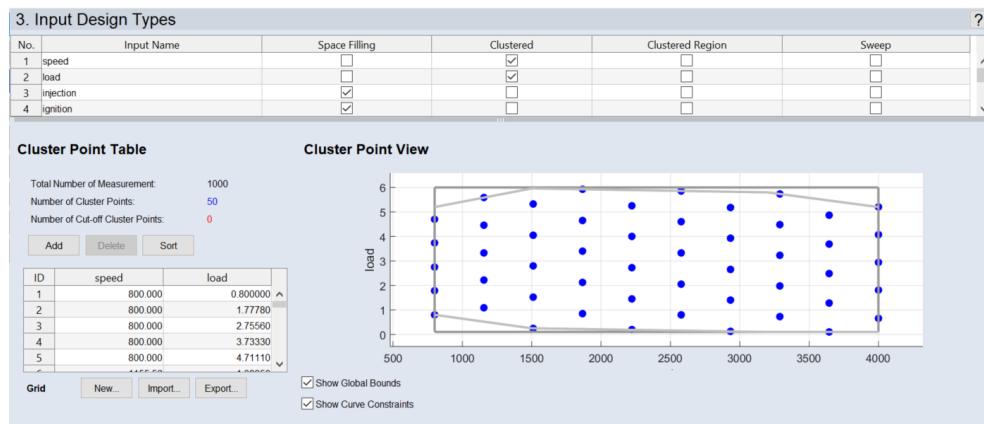 3. Input Design Types ?
No. Input Name Space Filling Clustered Clustered Region Sweep
1 speed
2 load
3 injection
4 ignition
Cluster Point Table
Total Number of Measurement: 1000
Number of Cluster Points: 50
Number of Cut-off Cluster Points: 0
Add Delete Sort
ID speed load
1 800.000 0.800000
2 800.000 1.77780
3 800.000 2.75560
4 800.000 3.73330
5 800.000 4.71110
Grid New... Import... Export...
Cluster Point View
6
5
4
3
2
1
0
load
500 1000 1500 2000 2500 3000 3500 4000
Show Global Bounds
Show Curve Constraints